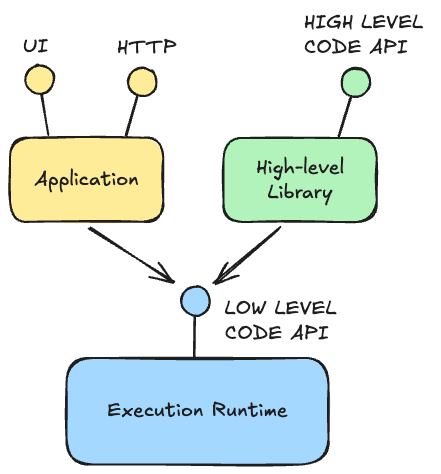 UI
HTTP
HIGH LEVEL
CODE API
Application
High-level
Library
LOW LEVEL
CODE API
Execution Runtime